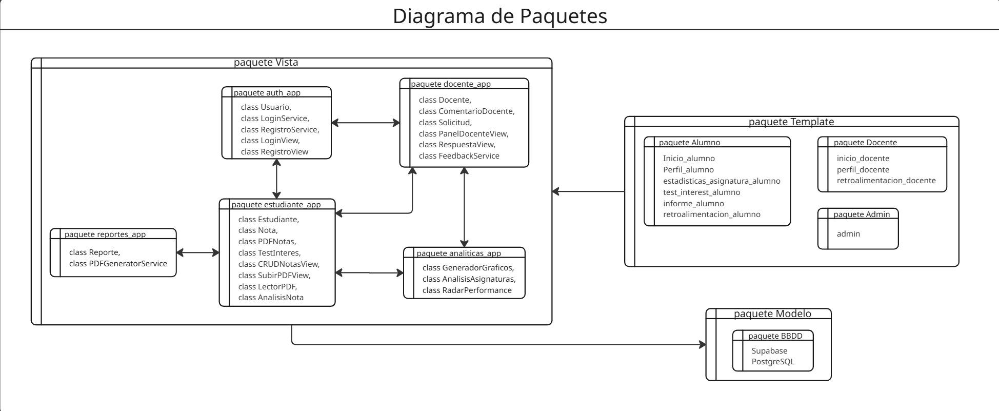 Diagrama de Paquetes
paquete Vista
paquete auth_app
class Usuario,
class LoginService,
class RegistroService,
class LoginView,
class RegistroView
paquete docente_app
class Docente,
class ComentarioDocente,
class Solicitud,
class PanelDocenteView,
class RespuestaView,
class FeedbackService
paquete estudiante_app
class Estudiante,
class Nota,
class PDFNotas,
class TestInteres,
class CRUDNotasView,
class SubirPDFView,
class LectorPDF,
class AnalisisNota
paquete reportes_app
class Reporte,
class PDFGeneratorService
paquete analiticas_app
class GeneradorGraficos,
class AnalisisAsignaturas,
class RadarPerformance
paquete Template
paquete Alumno
Inicio_alumno
Perfil_alumno
estadisticas_asignatura_alumno
test_interest_alumno
informe_alumno
retroalimentacion_alumno
paquete Docente
inicio_docente
perfil_docente
retroalimentacion_docente
paquete Admin
admin
paquete Modelo
paquete BBDD
Supabase
PostgreSQL